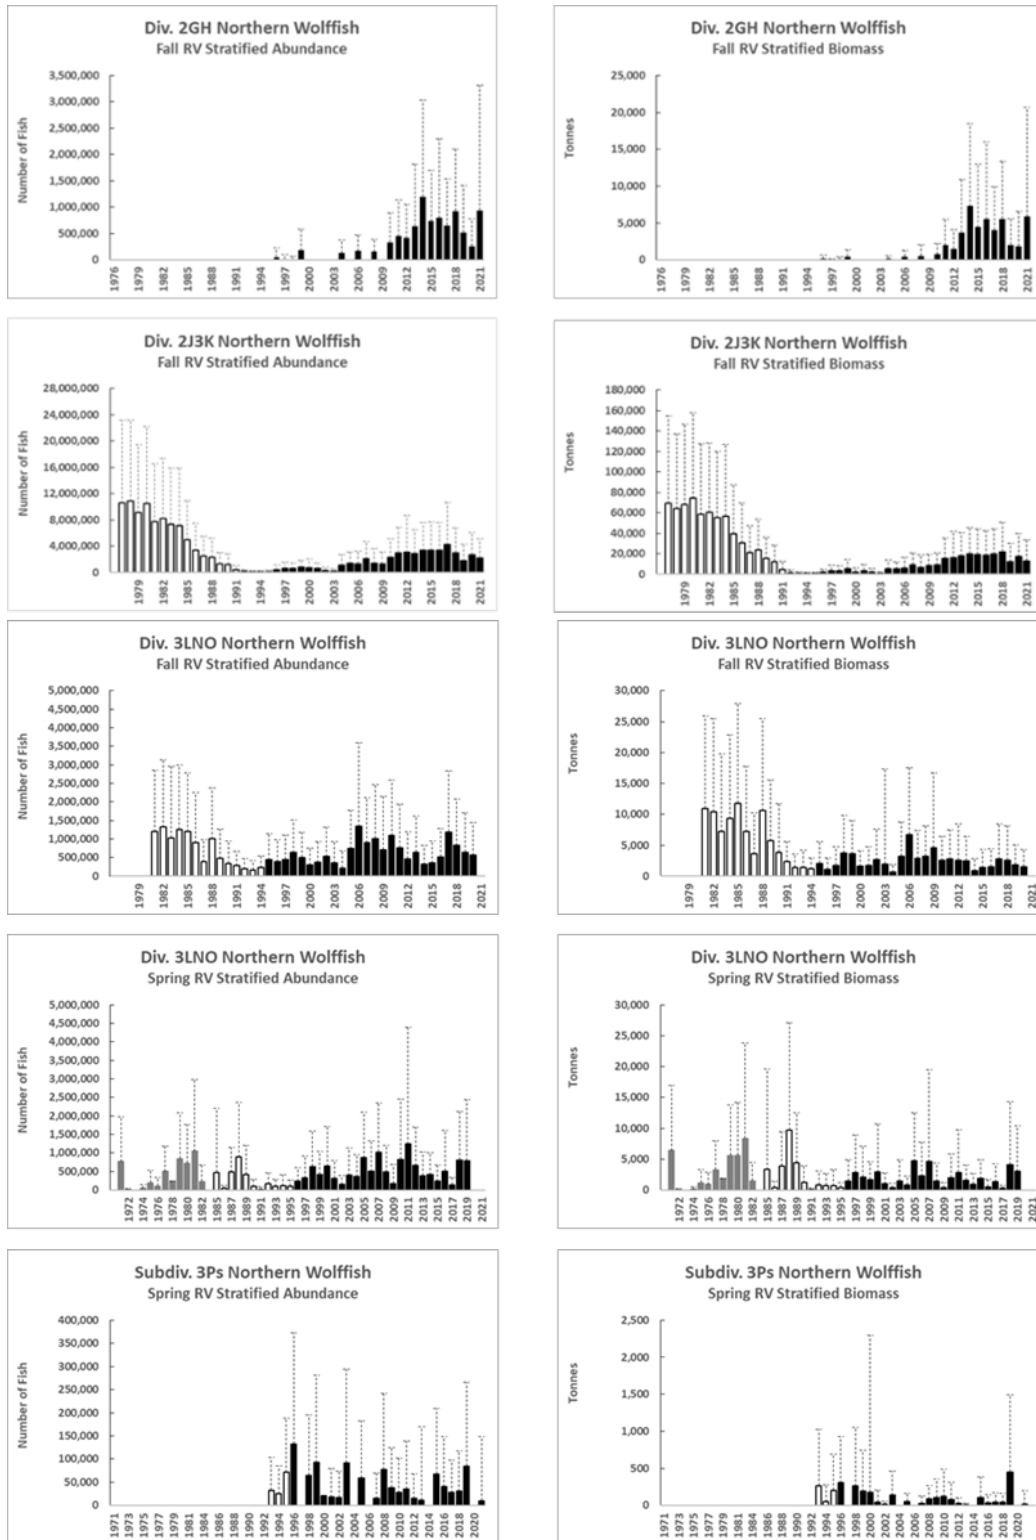 Div. 2GH Northern Wolffish
Fall RV Stratified Abundance
Number of Fish
3,500,000
3,000,000
2,500,000
2,000,000
1,500,000
1,000,000
500,000
0
1976 1979 1982 1985 1988 1991 1994 1997 2000 2003 2006 2009 2012 2015 2018 2021
Div. 2GH Northern Wolffish
Fall RV Stratified Biomass
Tonnes
25,000
20,000
15,000
10,000
5,000
0
1976 1979 1982 1985 1988 1991 1994 1997 2000 2003 2006 2009 2012 2015 2018 2021
Div. 2J3K Northern Wolffish
Fall RV Stratified Abundance
Number of Fish
28,000,000
24,000,000
20,000,000
16,000,000
12,000,000
8,000,000
4,000,000
0
1979 1982 1985 1988 1991 1994 1997 2000 2003 2006 2009 2012 2015 2018 2021
Div. 2J3K Northern Wolffish
Fall RV Stratified Biomass
Tonnes
180,000
160,000
140,000
120,000
100,000
80,000
60,000
40,000
20,000
0
1979 1982 1985 1988 1991 1994 1997 2000 2003 2006 2009 2012 2015 2018 2021
Div. 3LNO Northern Wolffish
Fall RV Stratified Abundance
Number of Fish
5,000,000
4,500,000
4,000,000
3,500,000
3,000,000
2,500,000
2,000,000
1,500,000
1,000,000
500,000
0
1979 1982 1985 1988 1991 1994 1997 2000 2003 2006 2009 2012 2015 2018 2021
Div. 3LNO Northern Wolffish
Fall RV Stratified Biomass
Tonnes
30,000
25,000
20,000
15,000
10,000
5,000
0
1979 1982 1985 1988 1991 1994 1997 2000 2003 2006 2009 2012 2015 2018 2021
Div. 3LNO Northern Wolffish
Spring RV Stratified Abundance
Number of Fish
5,000,000
4,500,000
4,000,000
3,500,000
3,000,000
2,500,000
2,000,000
1,500,000
1,000,000
500,000
0
1972 1974 1976 1978 1980 1982 1985 1987 1989 1991 1993 1995 1997 1999 2001 2003 2005 2007 2009 2011 2013 2015 2017 2019 2021
Div. 3LNO Northern Wolffish
Spring RV Stratified Biomass
Tonnes
30,000
25,000
20,000
15,000
10,000
5,000
0
1972 1974 1976 1978 1980 1982 1985 1987 1989 1991 1993 1995 1997 1999 2001 2003 2005 2007 2009 2011 2013 2015 2017 2019 2021
Subdiv. 3Ps Northern Wolffish
Spring RV Stratified Abundance
Number of Fish
400,000
350,000
300,000
250,000
200,000
150,000
100,000
50,000
0
1971 1973 1975 1977 1979 1981 1984 1986 1988 1990 1992 1994 1996 1998 2000 2002 2004 2006 2008 2010 2012 2014 2016 2018 2020
Subdiv. 3Ps Northern Wolffish
Spring RV Stratified Biomass
Tonnes
2,500
2,000
1,500
1,000
500
0
1971 1973 1975 1977 1979 1981 1984 1986 1988 1990 1992 1994 1996 1998 2000 2002 2004 2006 2008 2010 2012 2014 2016 2018 2020